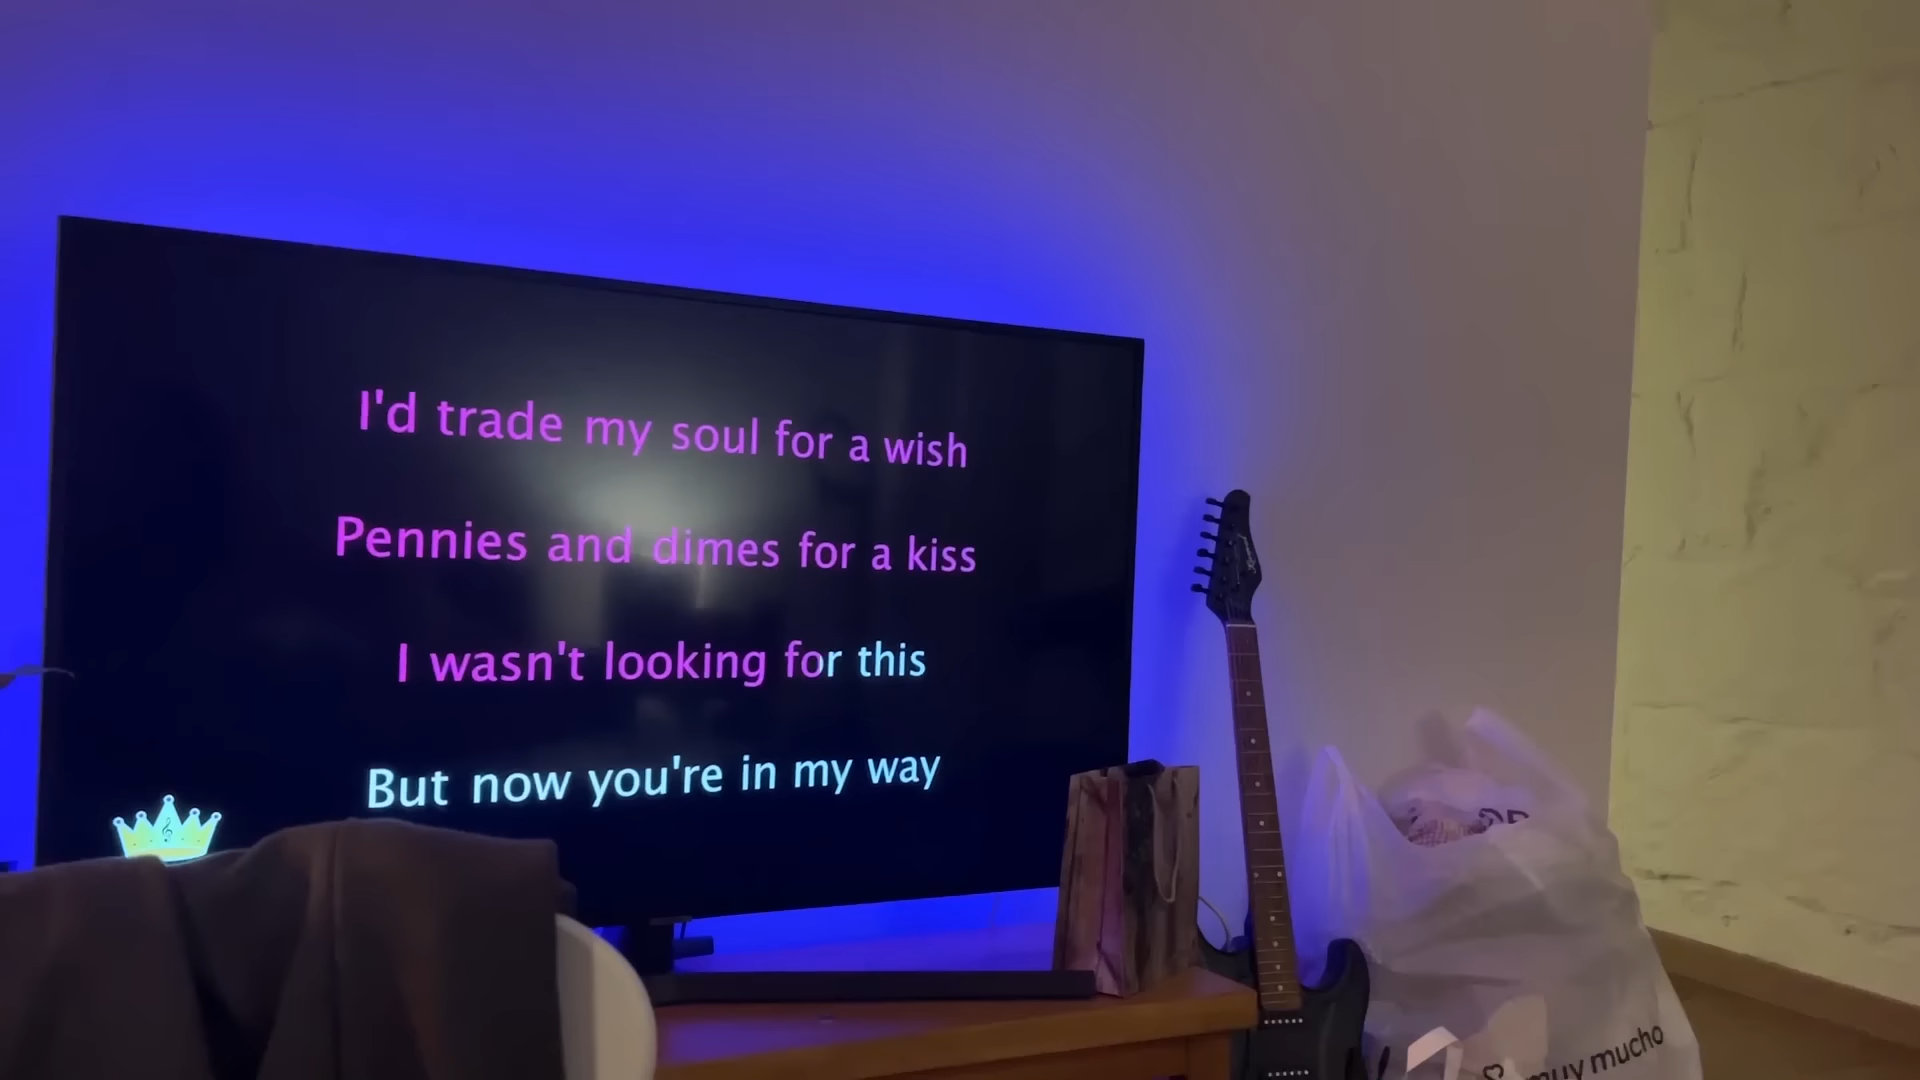 I'd trade my soul for a wish
Pennies and dimes for a kiss
I wasn't looking for this
But now you're in my way
muy mucho